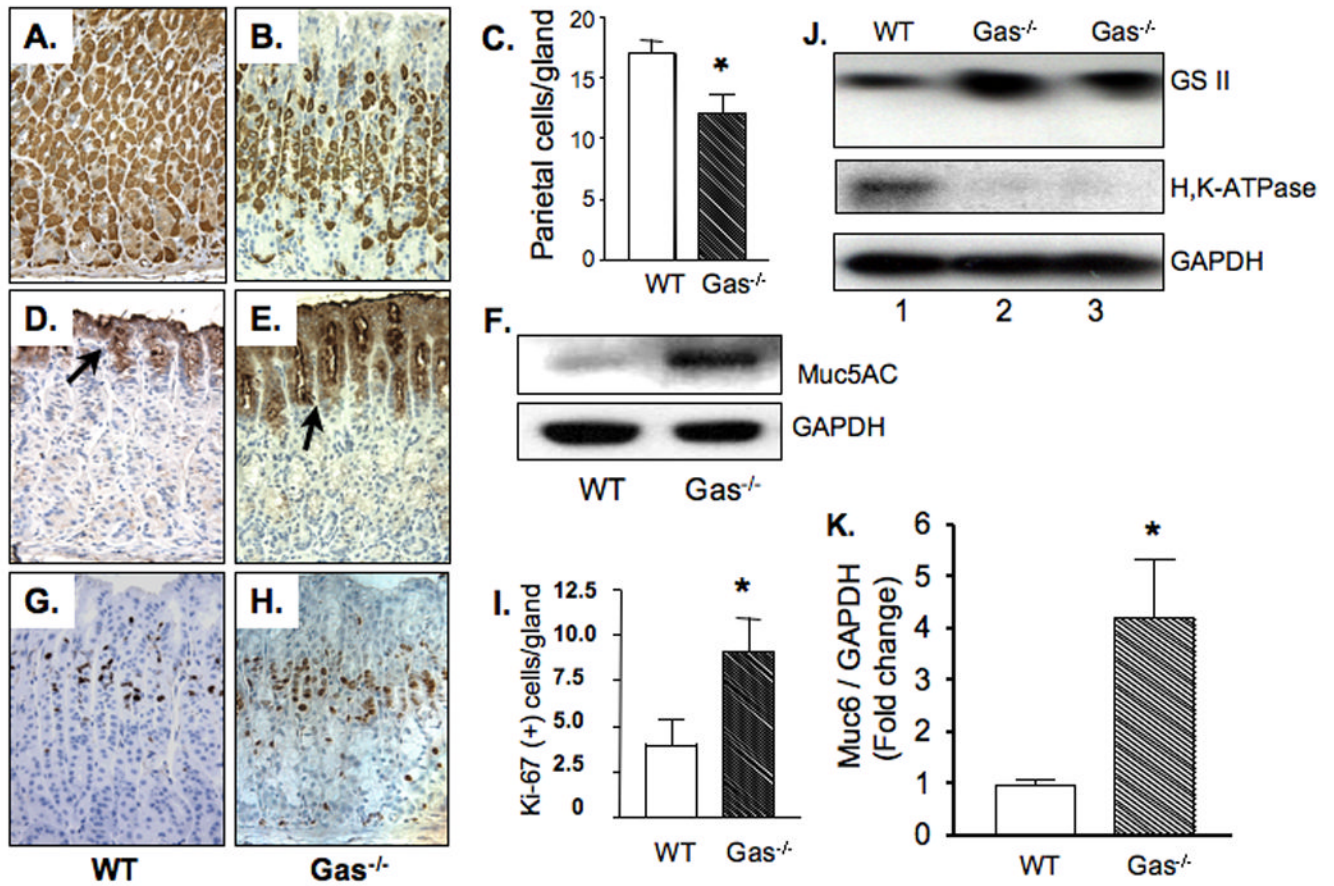 A.
B.
C.
Parietal cells/gland
20
15
10
5
0
*
WT Gas-/-
J.
WT Gas-/- Gas-/-
GS II
H,K-ATPase
GAPDH
1 2 3
D.
E.
F.
Muc5AC
GAPDH
WT Gas-/-
G.
H.
WT
Gas-/-
I.
Ki-67 (+) cells/gland
12.5
10.0
7.5
5.0
2.5
0
*
WT Gas-/-
K.
Muc6 / GAPDH
(Fold change)
6
5
4
3
2
1
0
*
WT Gas-/-